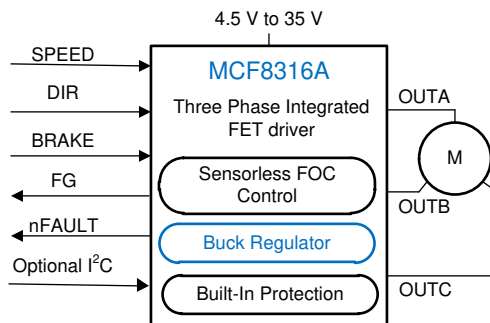 4.5 V to 35 V
SPEED
DIR
BRAKE
FG
nFAULT
Optional I²C
MCF8316A
Three Phase Integrated
FET driver
Sensorless FOC
Control
Buck Regulator
Built-In Protection
OUTA
M
OUTB
OUTC